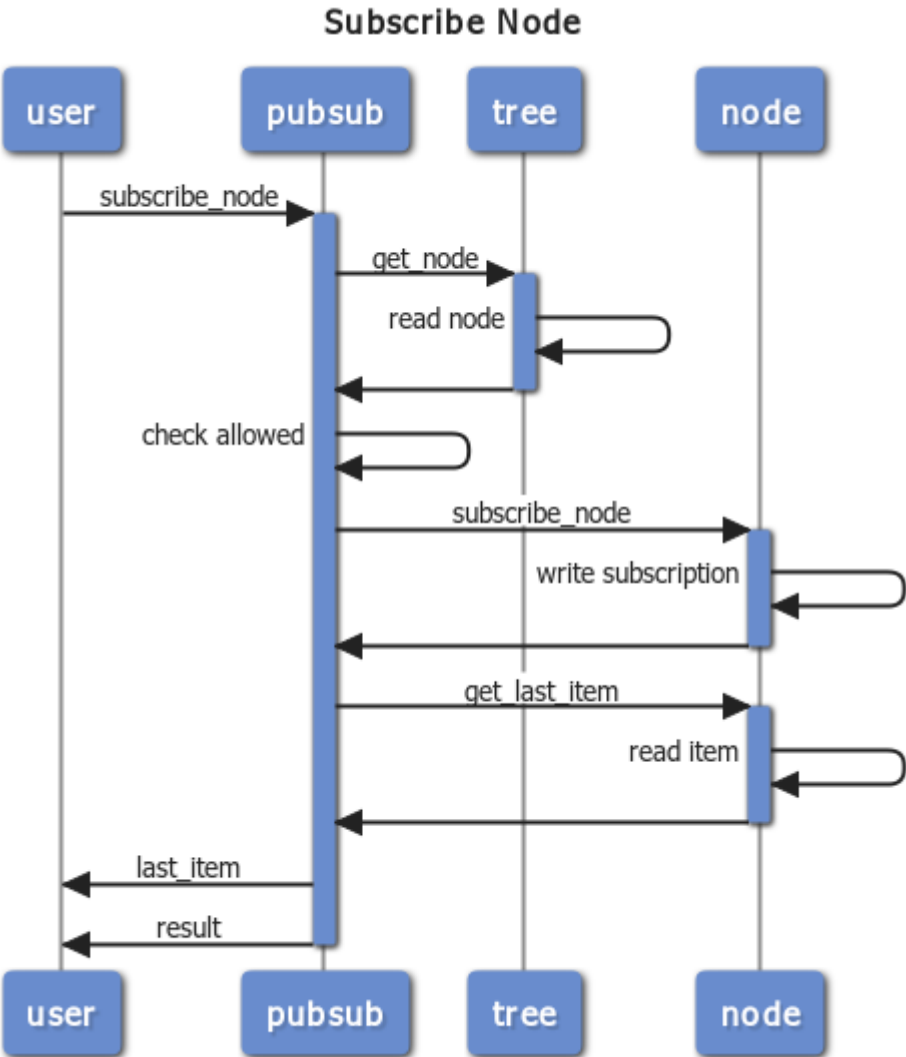 Subscribe Node
user pubsub tree node
subscribe_node
get_node
read node
check allowed
subscribe_node
write subscription
get_last_item
read item
last_item
result
user pubsub tree node